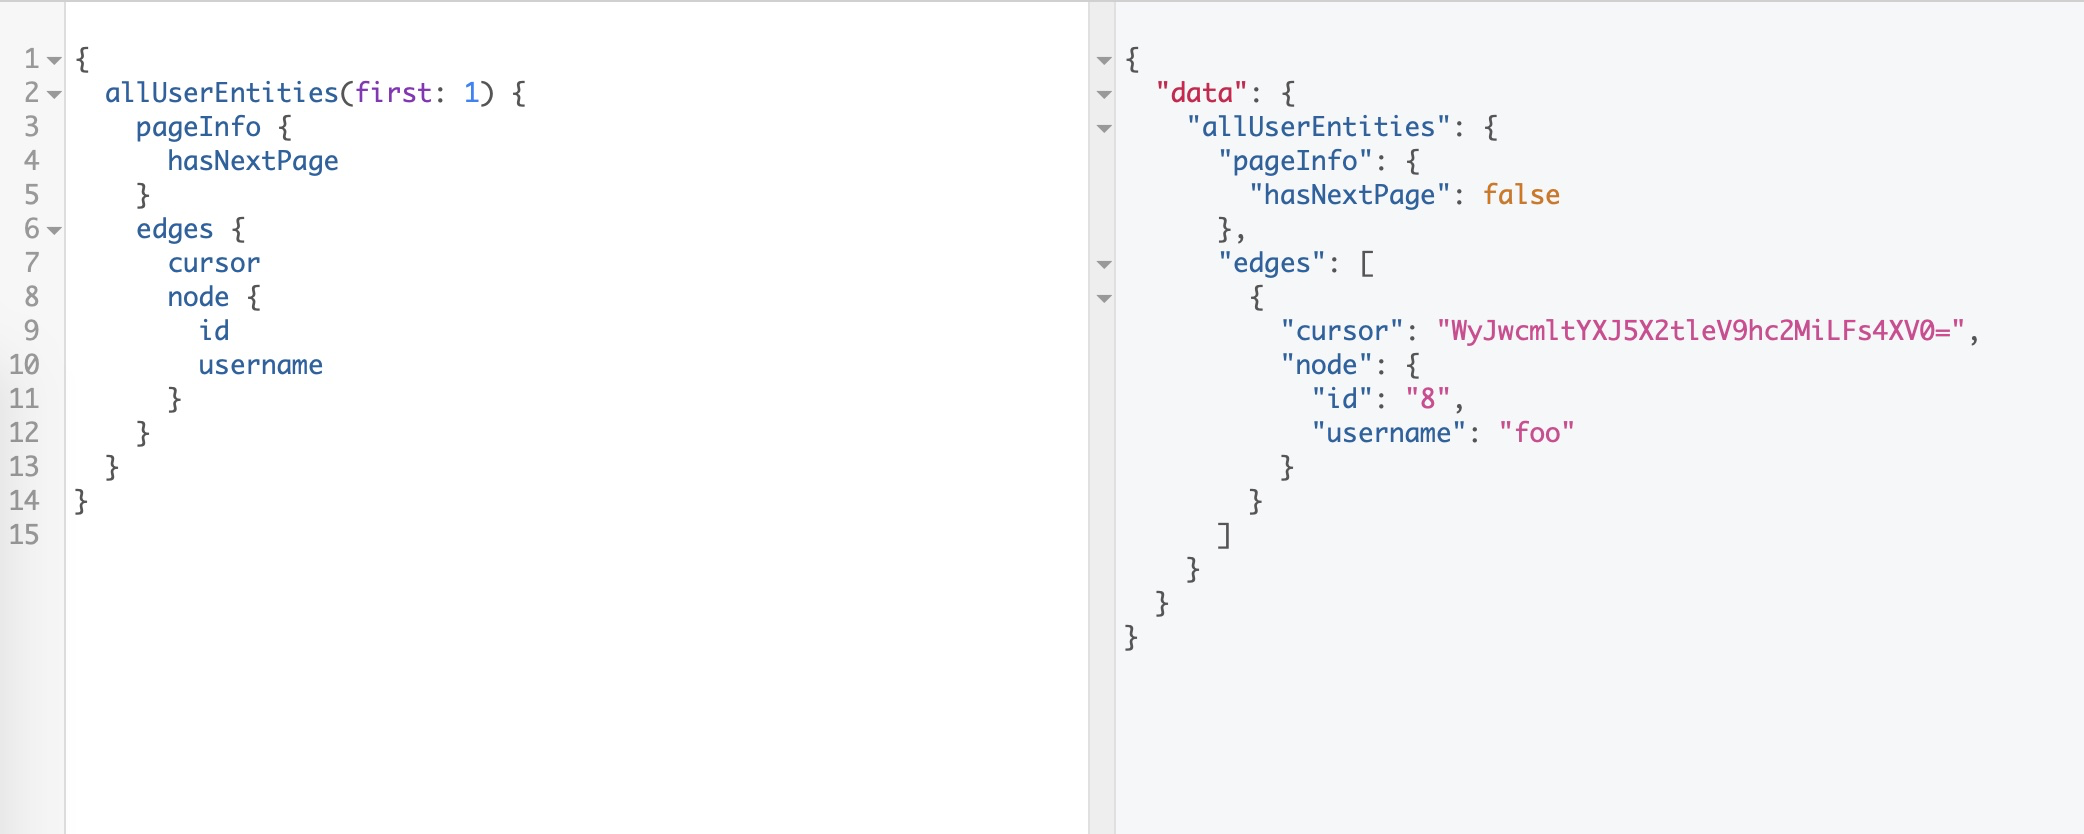 1 {
2   allUserEntities(first: 1) {
3     pageInfo {
4       hasNextPage
5     }
6     edges {
7       cursor
8       node {
9         id
10         username
11       }
12     }
13   }
14 }
15
{
  "data": {
    "allUserEntities": {
      "pageInfo": {
        "hasNextPage": false
      },
      "edges": [
        {
          "cursor": "WyJwcmltYXJ5X2tleV9hc2MiLFs4XV0=",
          "node": {
            "id": "8",
            "username": "foo"
          }
        }
      ]
    }
  }
}